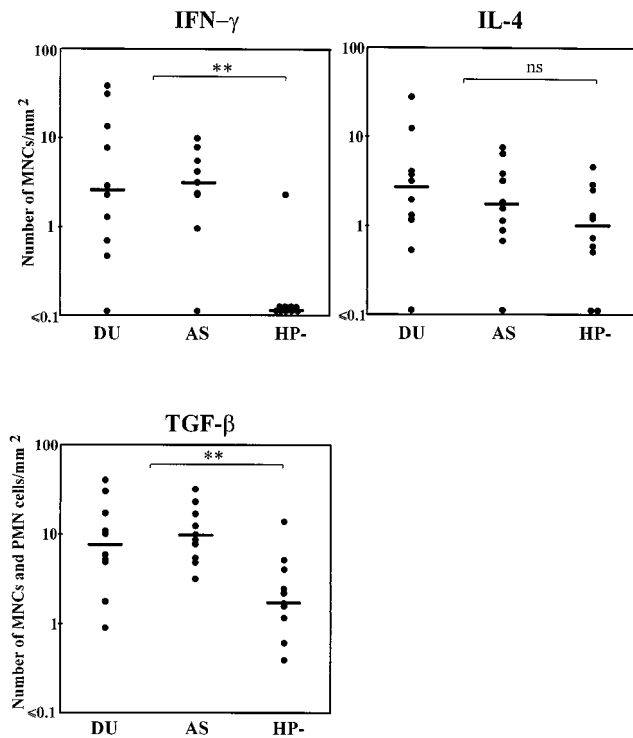 IFN–γ
**
100
10
1
⩽0.1
Number of MNCs/mm²
DU AS HP-
IL-4
ns
100
10
1
⩽0.1
DU AS HP-
TGF-β
**
100
10
1
⩽0.1
Number of MNCs and PMN cells/mm²
DU AS HP-